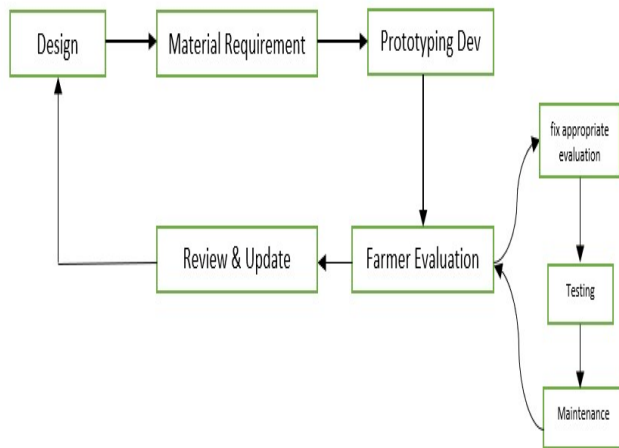 Design
Material Requirement
Prototyping Dev
fix appropriate
evaluation
Review & Update
Farmer Evaluation
Testing
Maintenance